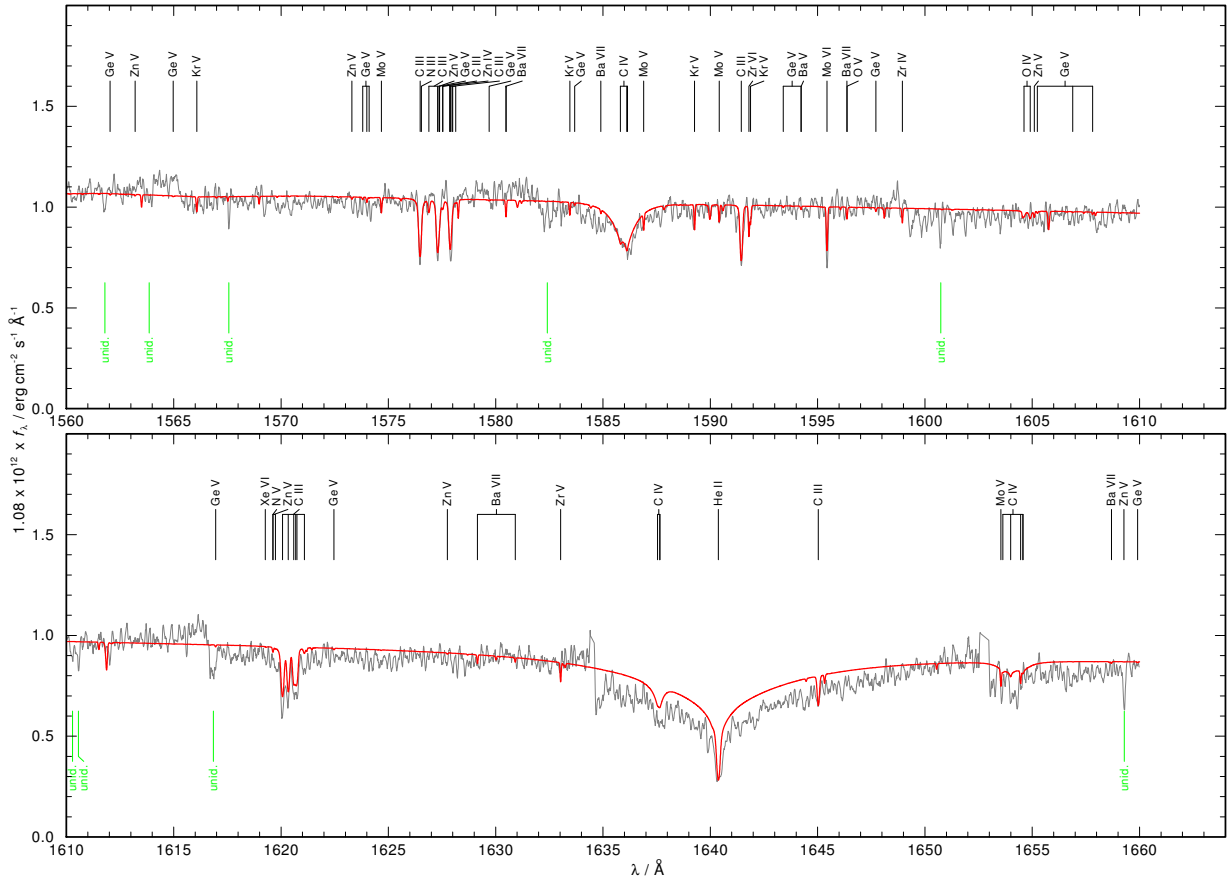 Ge V
Zn V
Ge V
Kr V
Zn V
Ge V
Mo V
C III
N III
C III
Zn V
Ge V
C III
Zn IV
C III
Ge V
Ba VII
Kr V
Ge V
Ba VII
C IV
Mo V
Kr V
Mo V
C III
Zr VI
Kr V
Ge V
Ba V
Mo VI
Ba VII
O V
Ge V
Zr IV
O IV
Zn V
Ge V
1.5
1.0
0.5
0.0
unid.
unid.
unid.
unid.
unid.
1560 1565 1570 1575 1580 1585 1590 1595 1600 1605 1610
1.08 x 10¹² x fλ / erg cm⁻² s⁻¹ Å⁻¹
Ge V
Xe VI
N V
Zn V
C III
Ge V
Zn V
Ba VII
Zr V
C IV
He II
C III
Mo V
C IV
Ba VII
Zn V
Ge V
1.5
1.0
0.5
0.0
unid.
unid.
unid.
unid.
1610 1615 1620 1625 1630 1635 1640 1645 1650 1655 1660
λ / Å